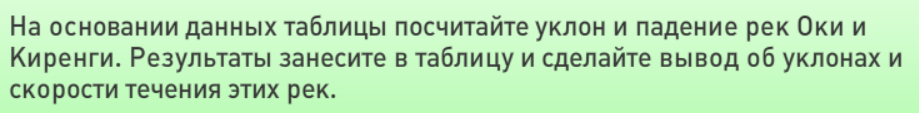 На основании данных таблицы посчитайте уклон и падение рек Оки и
Киренги. Результаты занесите в таблицу и сделайте вывод об уклонах и
скорости течения этих рек.